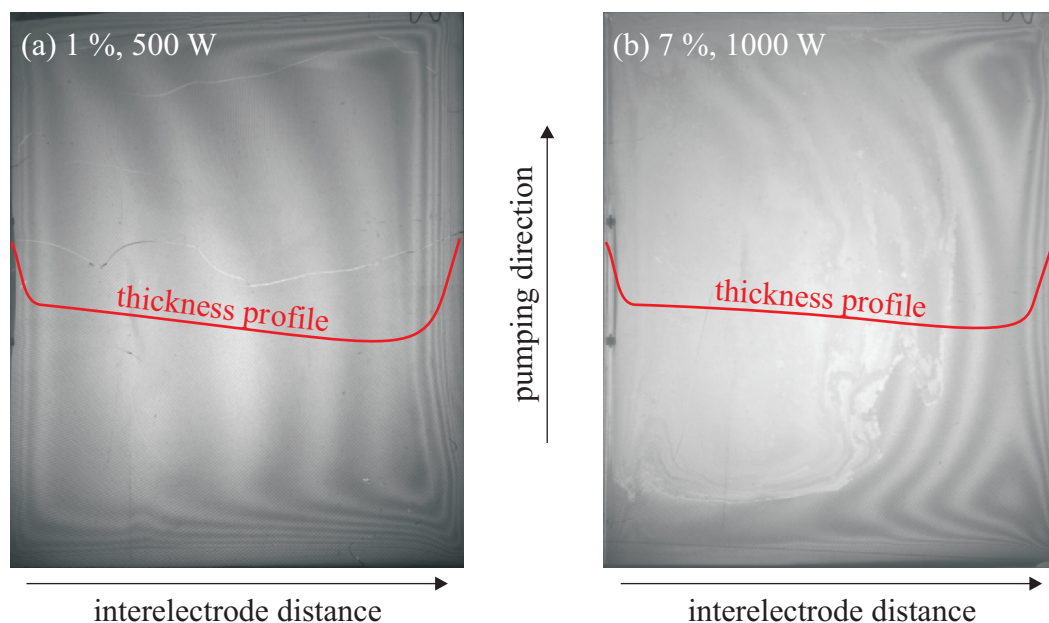 (a) 1 %, 500 W
(b) 7 %, 1000 W
thickness profile
pumping direction
thickness profile
interelectrode distance
interelectrode distance